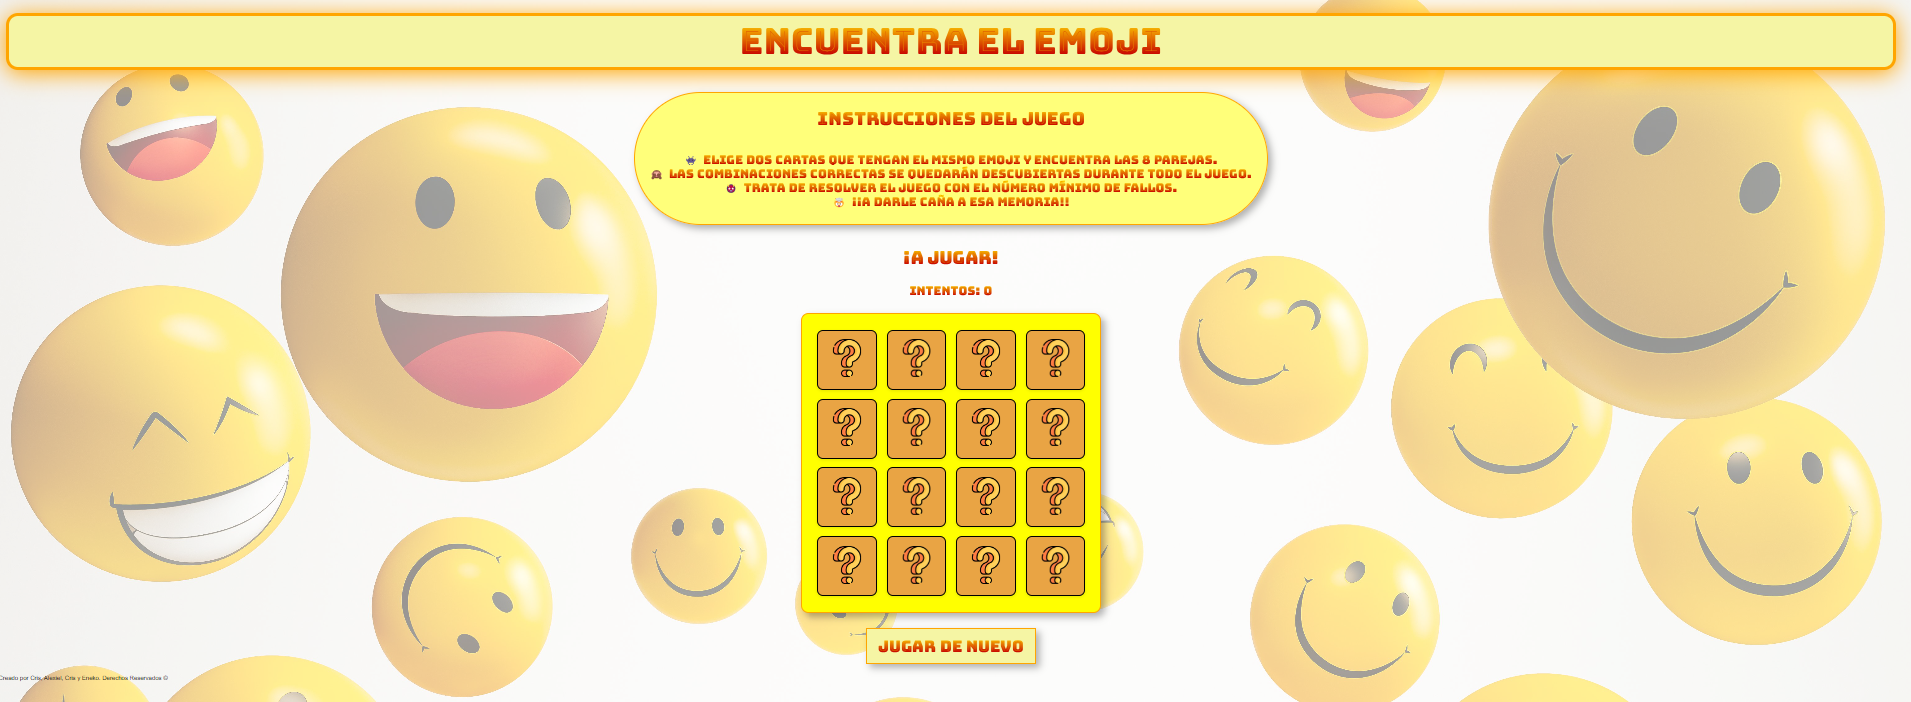 ENCUENTRA EL EMOJI
INSTRUCCIONES DEL JUEGO
ELIGE DOS CARTAS QUE TENGAN EL MISMO EMOJI Y ENCUENTRA LAS 8 PAREJAS.
LAS COMBINACIONES CORRECTAS SE QUEDARÁN DESCUBIERTAS DURANTE TODO EL JUEGO.
TRATA DE RESOLVER EL JUEGO CON EL NÚMERO MÍNIMO DE FALLOS.
¡¡A DARLE CAÑA A ESA MEMORIA!!
¡A JUGAR!
INTENTOS: 0
? ? ? ?
? ? ? ?
? ? ? ?
? ? ? ?
JUGAR DE NUEVO
Creado por Cris, Alexiel, Cris y Eneko. Derechos Reservados ©